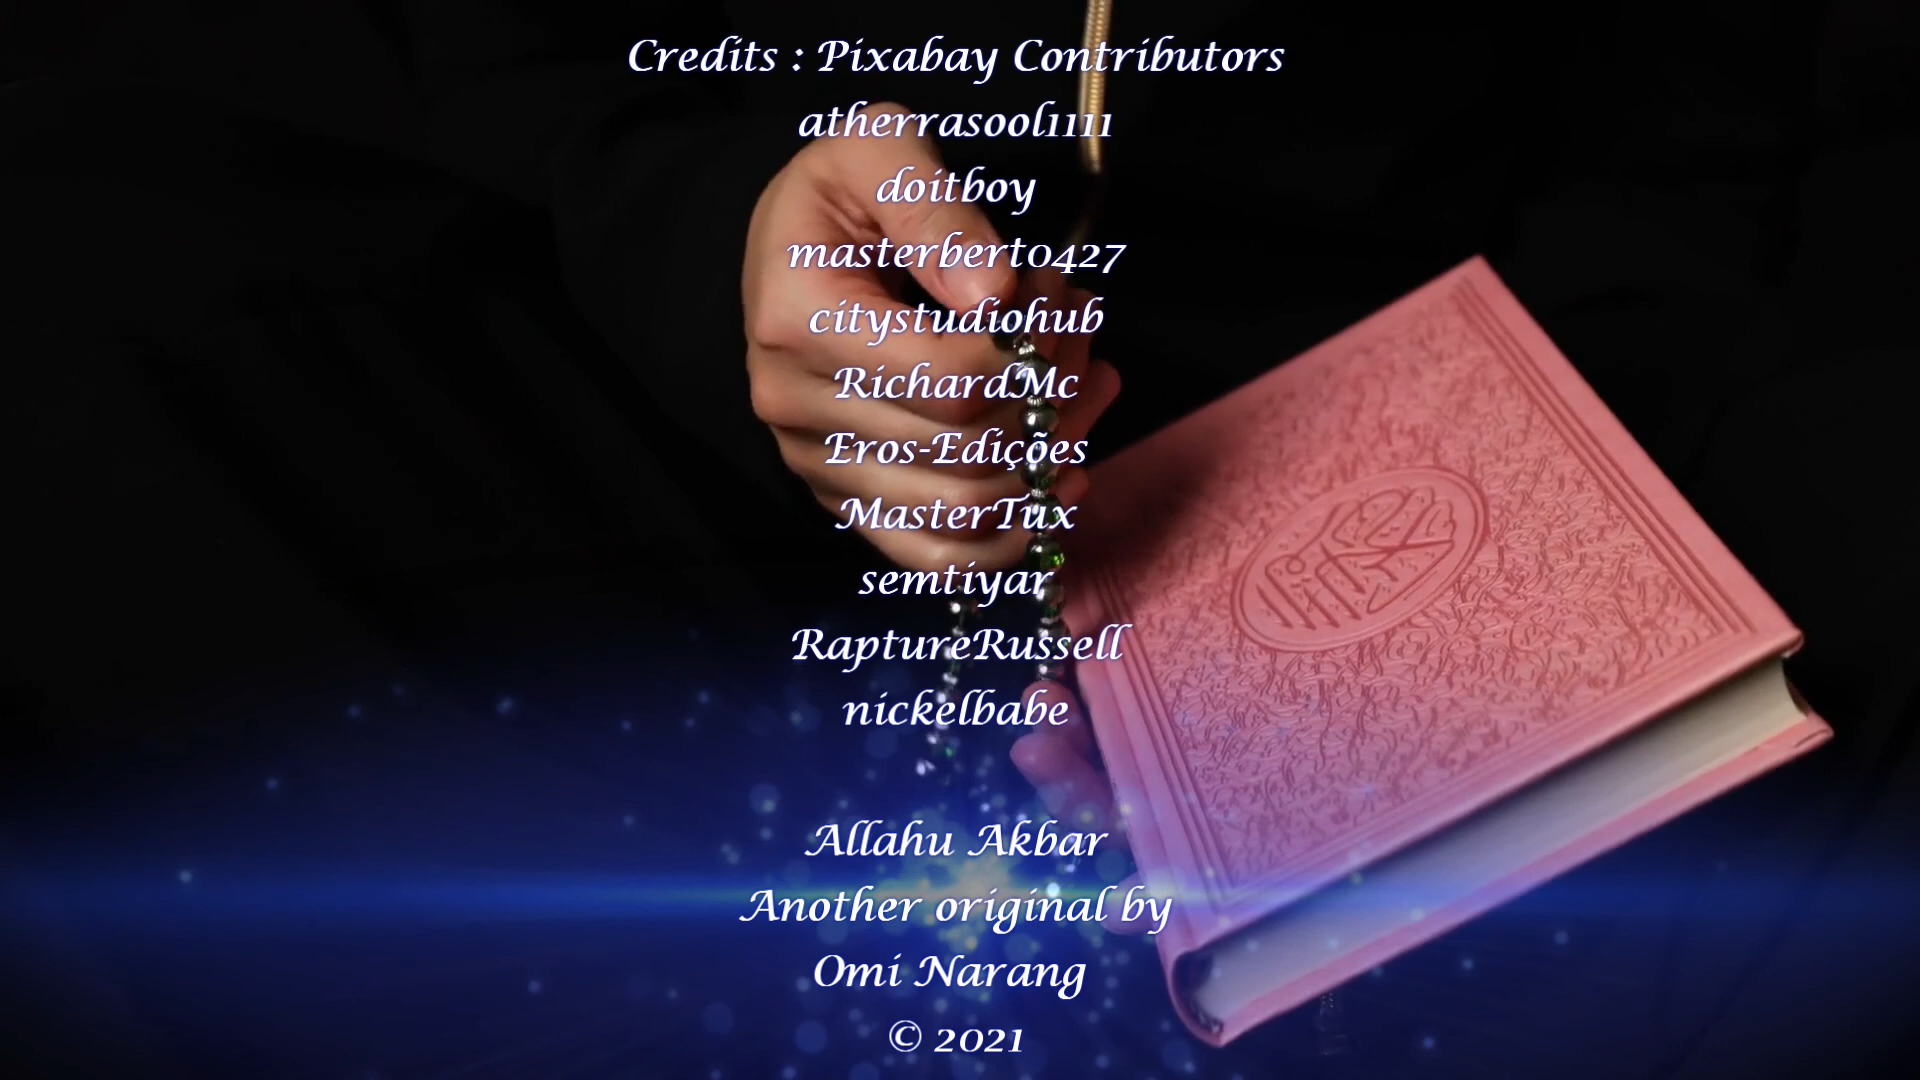 Credits : Pixabay Contributors
atherrasool1111
doitboy
masterbert0427
citystudiohub
RichardMc
Eros-Edições
MasterTux
semtiyar
RaptureRussell
nickelbabe
Allahu Akbar
Another original by
Omi Narang
© 2021